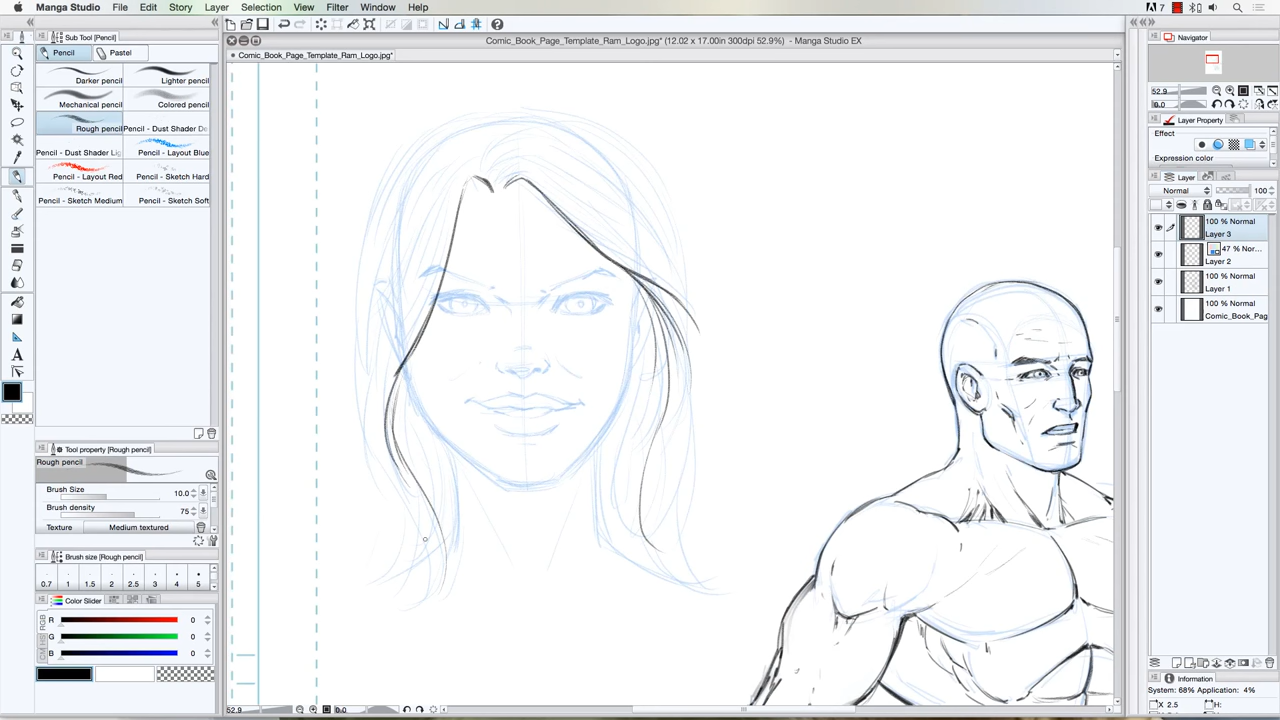 Manga Studio File Edit Story Layer Selection View Filter Window Help
7
Comic_Book_Page_Template_Ram_Logo.jpg* (12.02 x 17.00in 300dpi 52.9%) - Manga Studio EX
Comic_Book_Page_Template_Ram_Logo.jpg*
Sub Tool [Pencil]
Pencil Pastel
Darker pencil Lighter pencil
Mechanical pencil Colored pencil
Rough pencil Pencil - Dust Shader De
Pencil - Dust Shader Lig Pencil - Layout Blue
Pencil - Layout Red Pencil - Sketch Hard
Pencil - Sketch Medium Pencil - Sketch Soft
Tool property [Rough pencil]
Rough pencil
Brush Size 10.0
Brush density 75
Texture Medium textured
Brush size [Rough pencil]
0.7 1 1.5 2 2.5 3 4 5
Color Slider
RGB
R 0
G 0
B 0
52.9 0.0
Navigator
52.9
0.0
Layer Property
Effect
Expression color
Layer
Normal 100
100 % Normal
Layer 3
47 % Nor...
Layer 2
100 % Normal
Layer 1
100 % Normal
Comic_Book_Pag
Information
System: 68% Application: 4%
X 2.5 H: